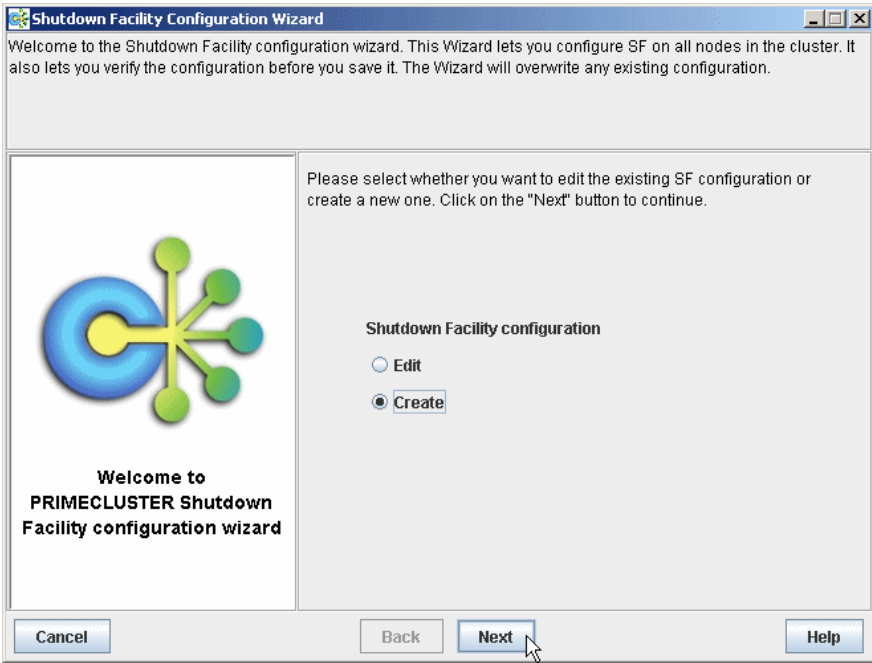 Shutdown Facility Configuration Wizard
Welcome to the Shutdown Facility configuration wizard. This Wizard lets you configure SF on all nodes in the cluster. It
also lets you verify the configuration before you save it. The Wizard will overwrite any existing configuration.
Please select whether you want to edit the existing SF configuration or
create a new one. Click on the "Next" button to continue.
Shutdown Facility configuration
Edit
Create
Welcome to
PRIMECLUSTER Shutdown
Facility configuration wizard
Cancel
Back
Next
Help